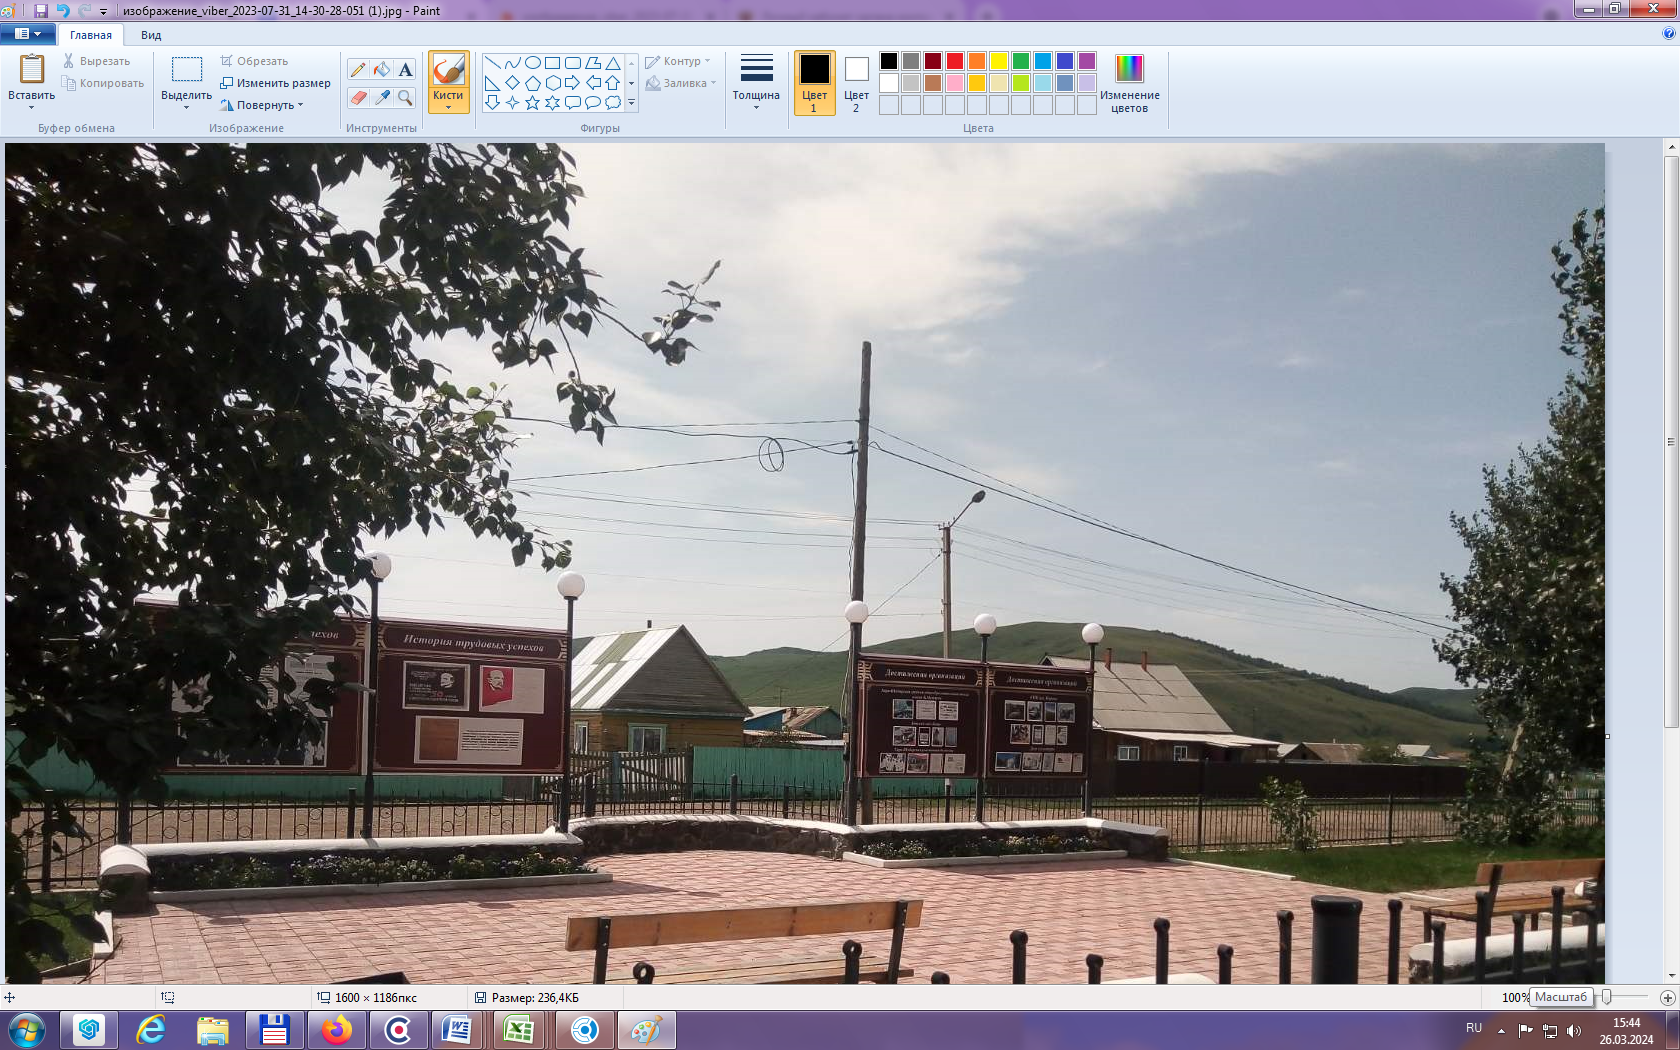 изображение_viber_2023-07-31_14-30-28-051 (1).jpg - Paint
Главная
Вид
Вставить
Вырезать
Копировать
Буфер обмена
Выделить
Обрезать
Изменить размер
Повернуть
Изображение
A
Инструменты
Кисти
Контур
Заливка
Фигуры
Толщина
Цвет
1
Цвет
2
Изменение
цветов
Цвета
успехов
История трудовых успехов
Достижения организаций
Достижения организаций
1600 × 1186пкс
Размер: 236,4КБ
100%
Масштаб
RU
15:44
26.03.2024